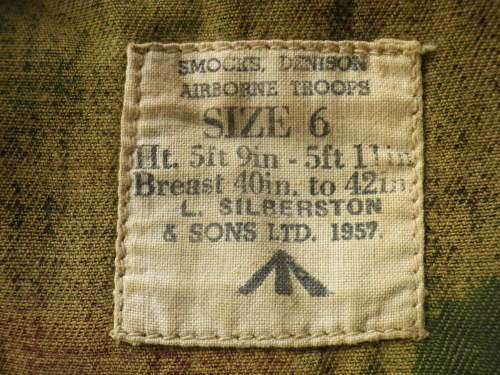 SMOCKS, DENISON
AIRBORNE TROOPS
SIZE 6
Ht. 5ft 9in - 5ft 11in
Breast 40in. to 42in.
L. SILBERSTON
& SONS LTD. 1957.